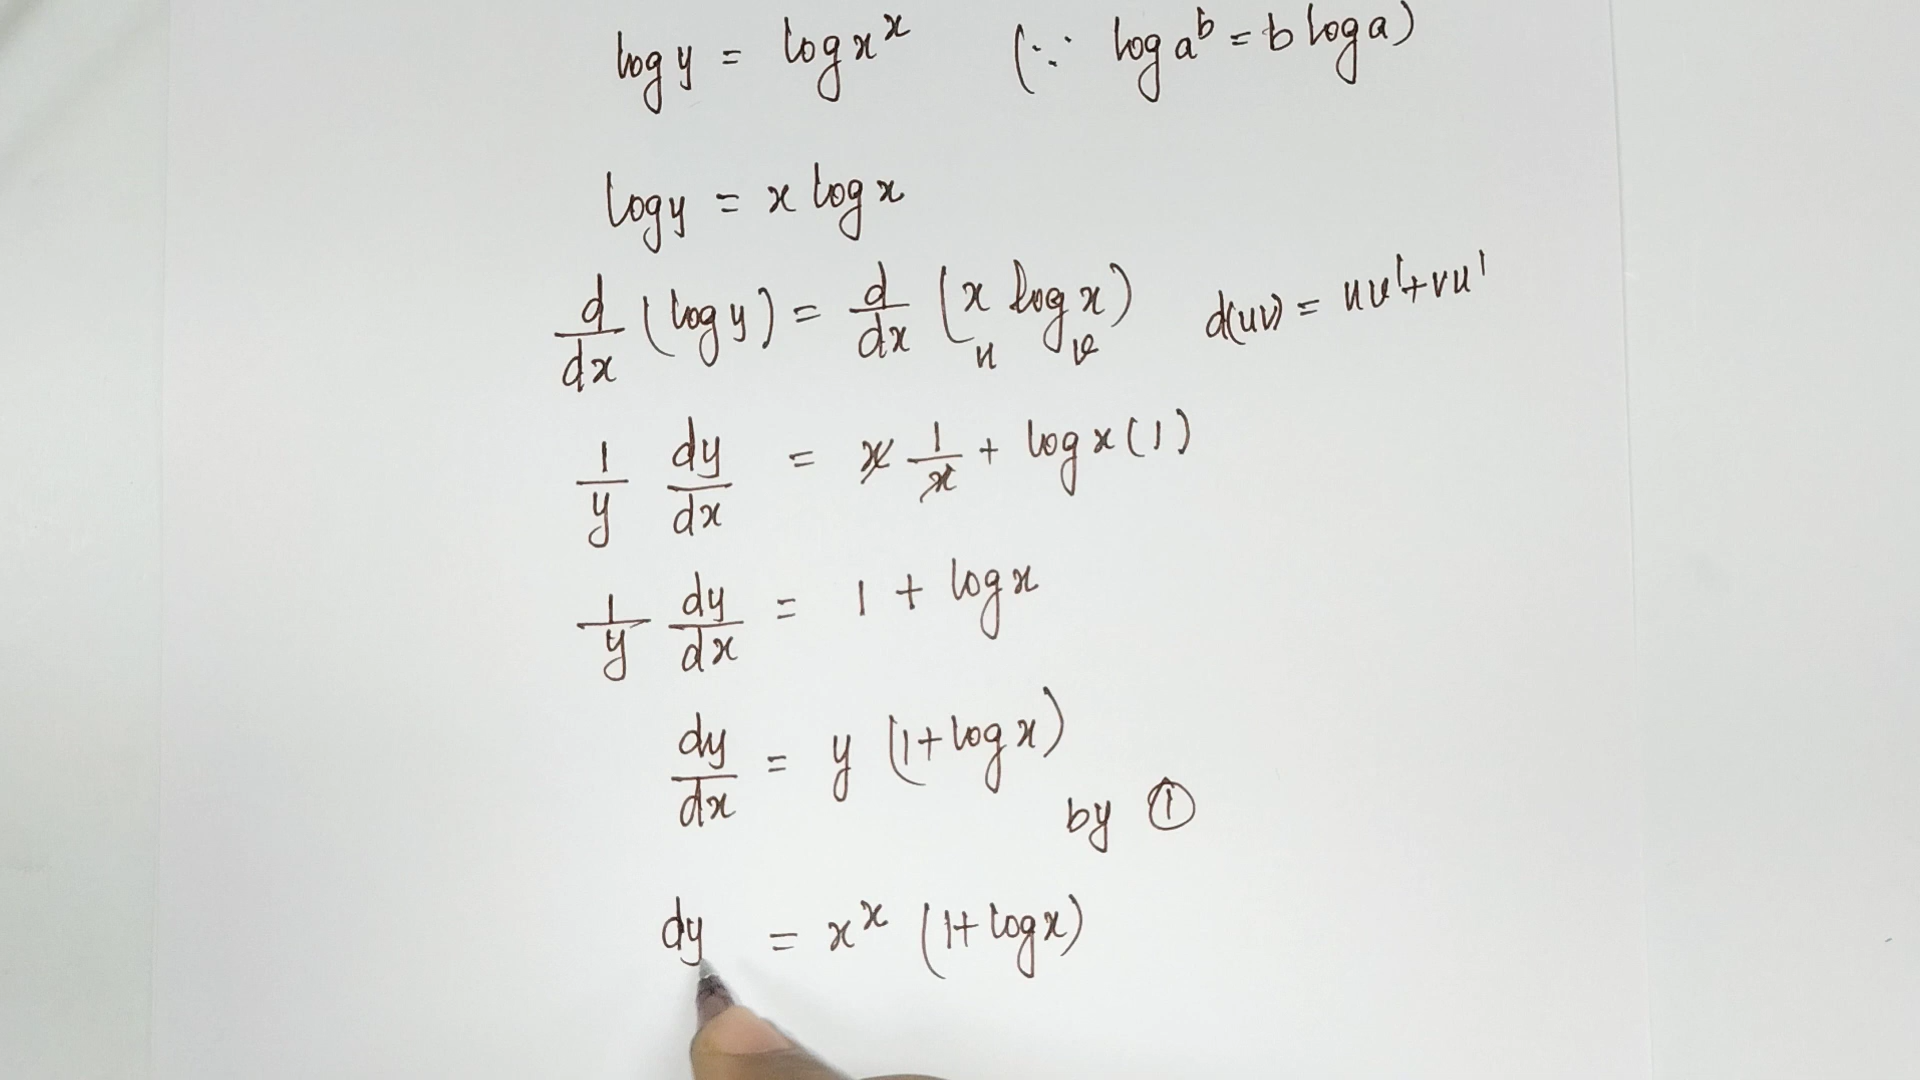 log y = log x^x (∵ log a^b = b log a)
log y = x log x
d/dx (log y) = d/dx (x log x) d(uv) = uv' + vu'
u v
1/y dy/dx = x 1/x + log x (1)
1/y dy/dx = 1 + log x
dy/dx = y (1 + log x)
by ①
dy = x^x (1 + log x)